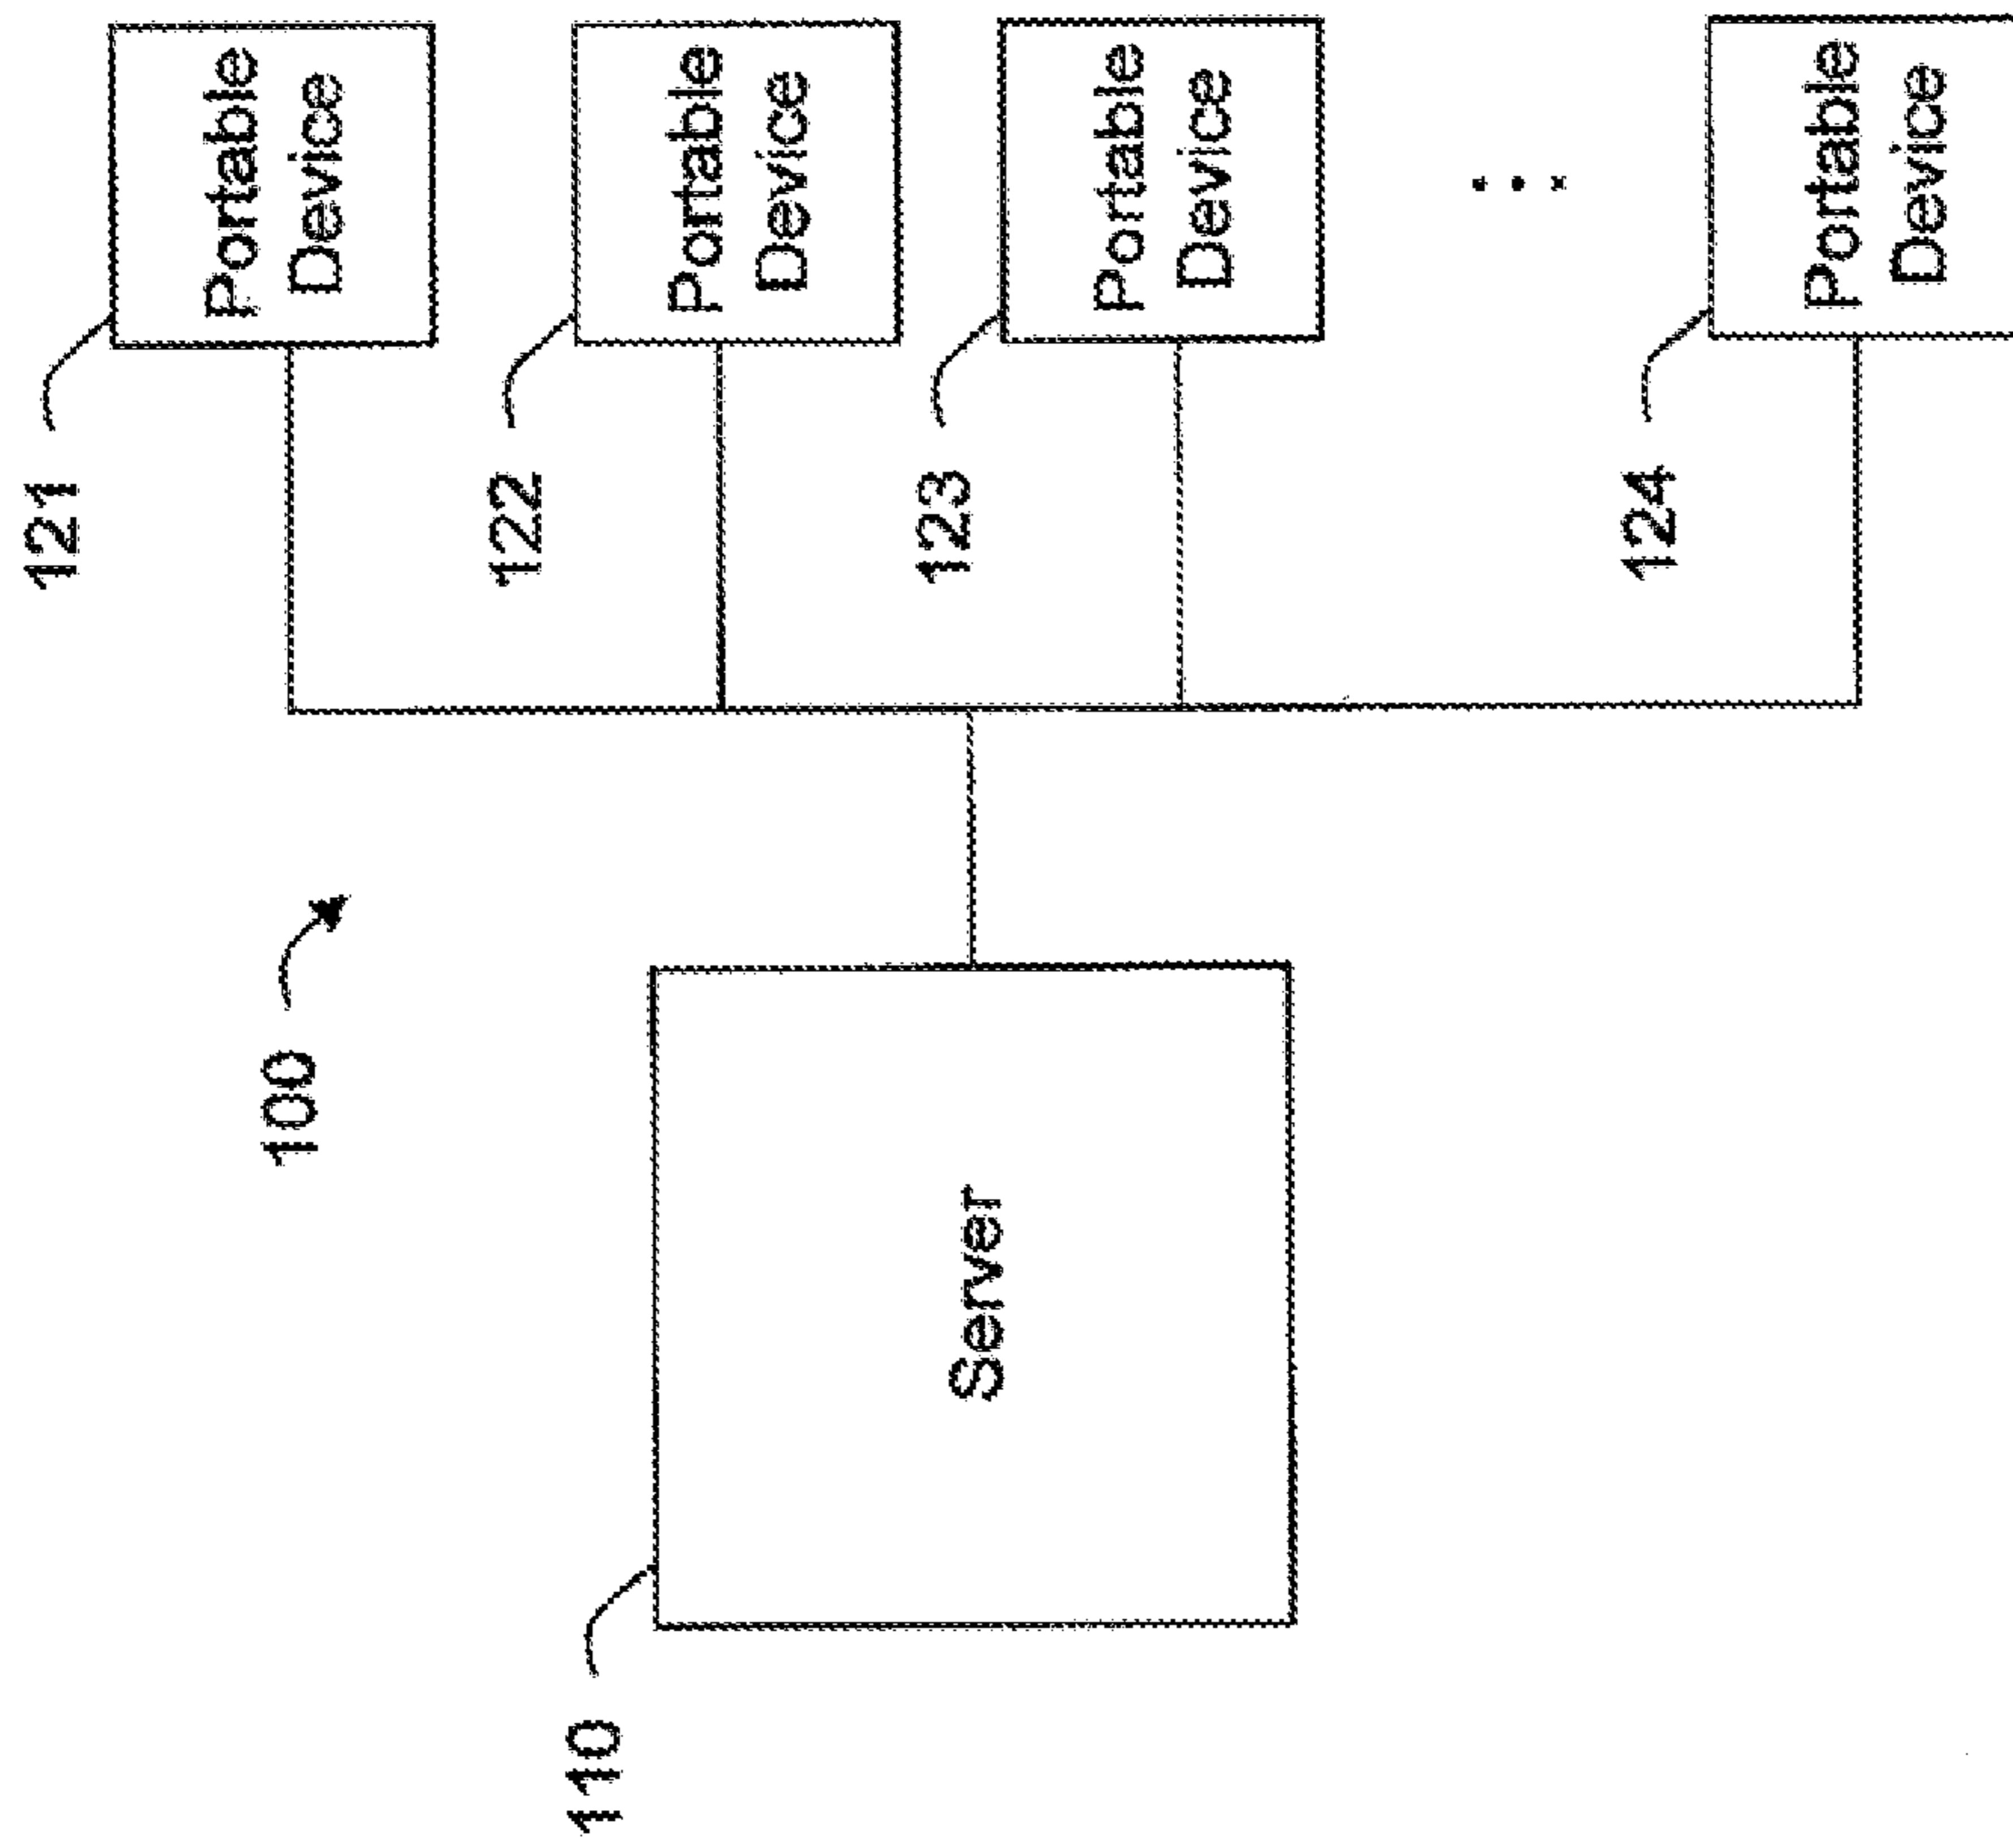 100
110
Server
121
Portable
Device
122
Portable
Device
123
Portable
Device
...
124
Portable
Device